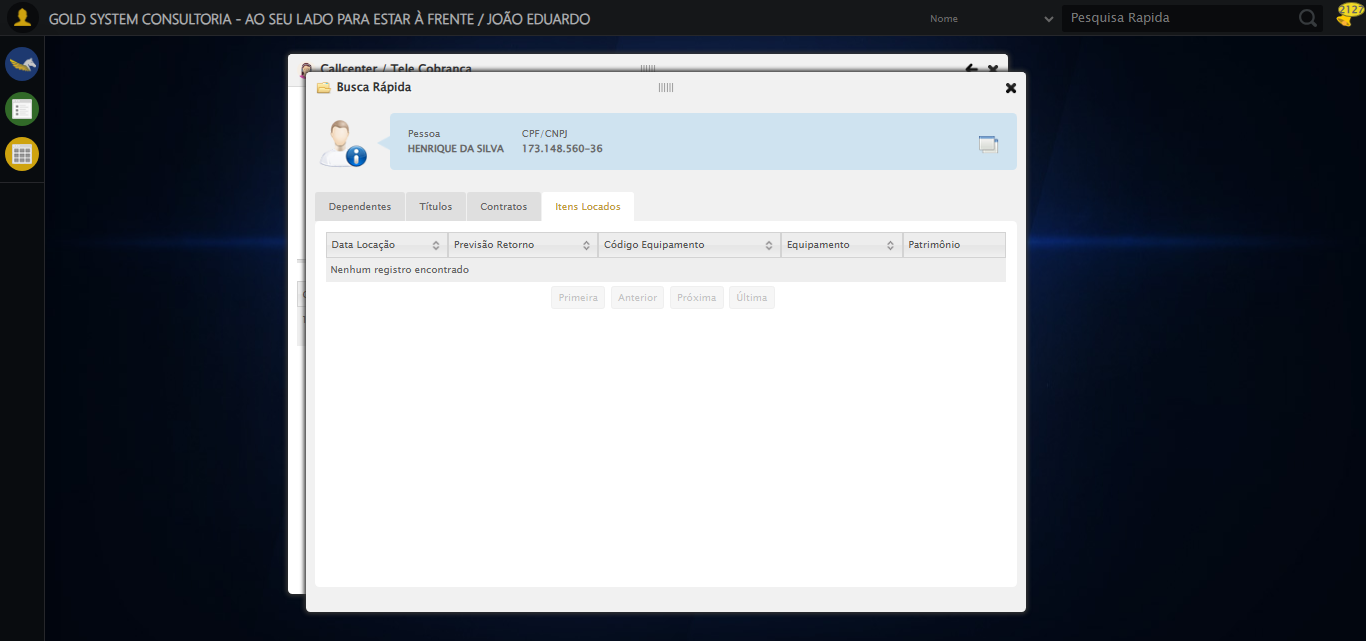 GOLD SYSTEM CONSULTORIA - AO SEU LADO PARA ESTAR À FRENTE / JOÃO EDUARDO
Nome
Pesquisa Rapida
2127
Callcenter / Tele Cobrança
Busca Rápida
Pessoa CPF/CNPJ
HENRIQUE DA SILVA 173.148.560-36
Dependentes Títulos Contratos Itens Locados
Data Locação Previsão Retorno Código Equipamento Equipamento Patrimônio
Nenhum registro encontrado
Primeira Anterior Próxima Última